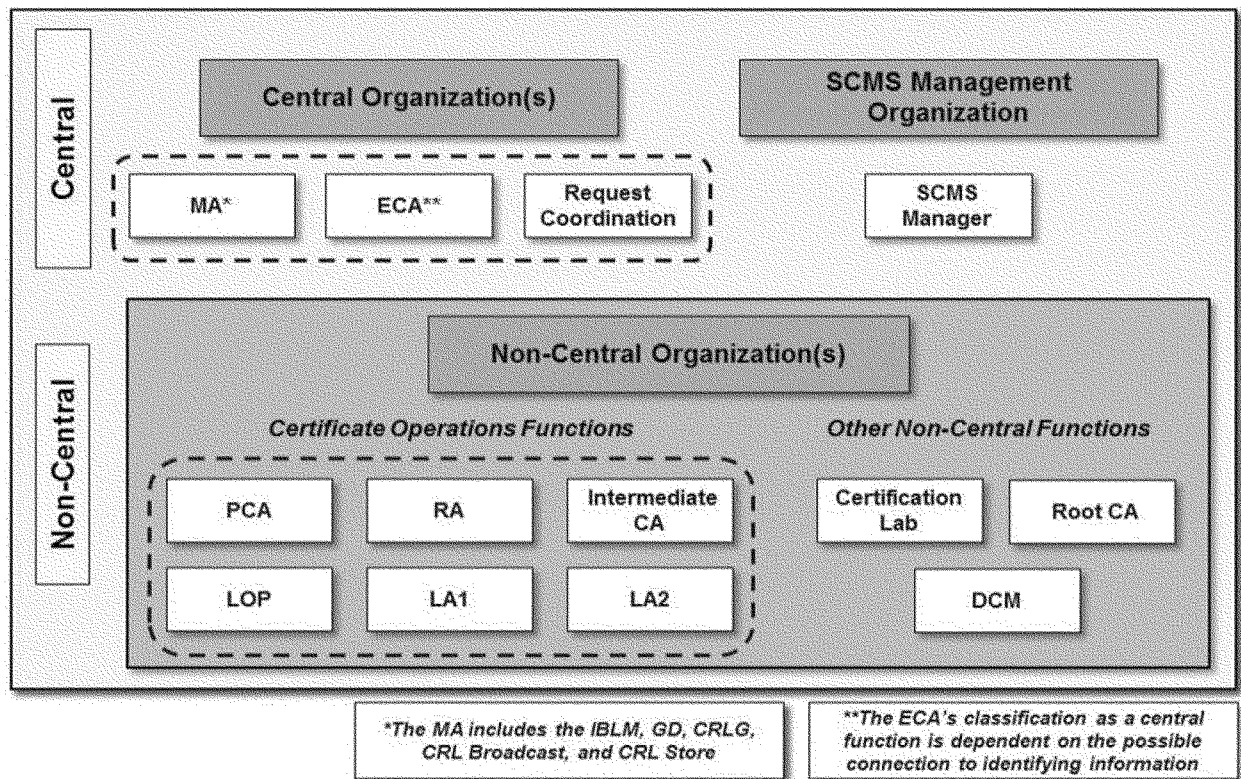 Central
Central Organization(s)
SCMS Management
Organization
MA*
ECA**
Request
Coordination
SCMS
Manager
Non-Central
Non-Central Organization(s)
Certificate Operations Functions
Other Non-Central Functions
PCA
RA
Intermediate
CA
Certification
Lab
Root CA
LOP
LA1
LA2
DCM
*The MA includes the IBLM, GD, CRLG,
CRL Broadcast, and CRL Store
**The ECA's classification as a central
function is dependent on the possible
connection to identifying information